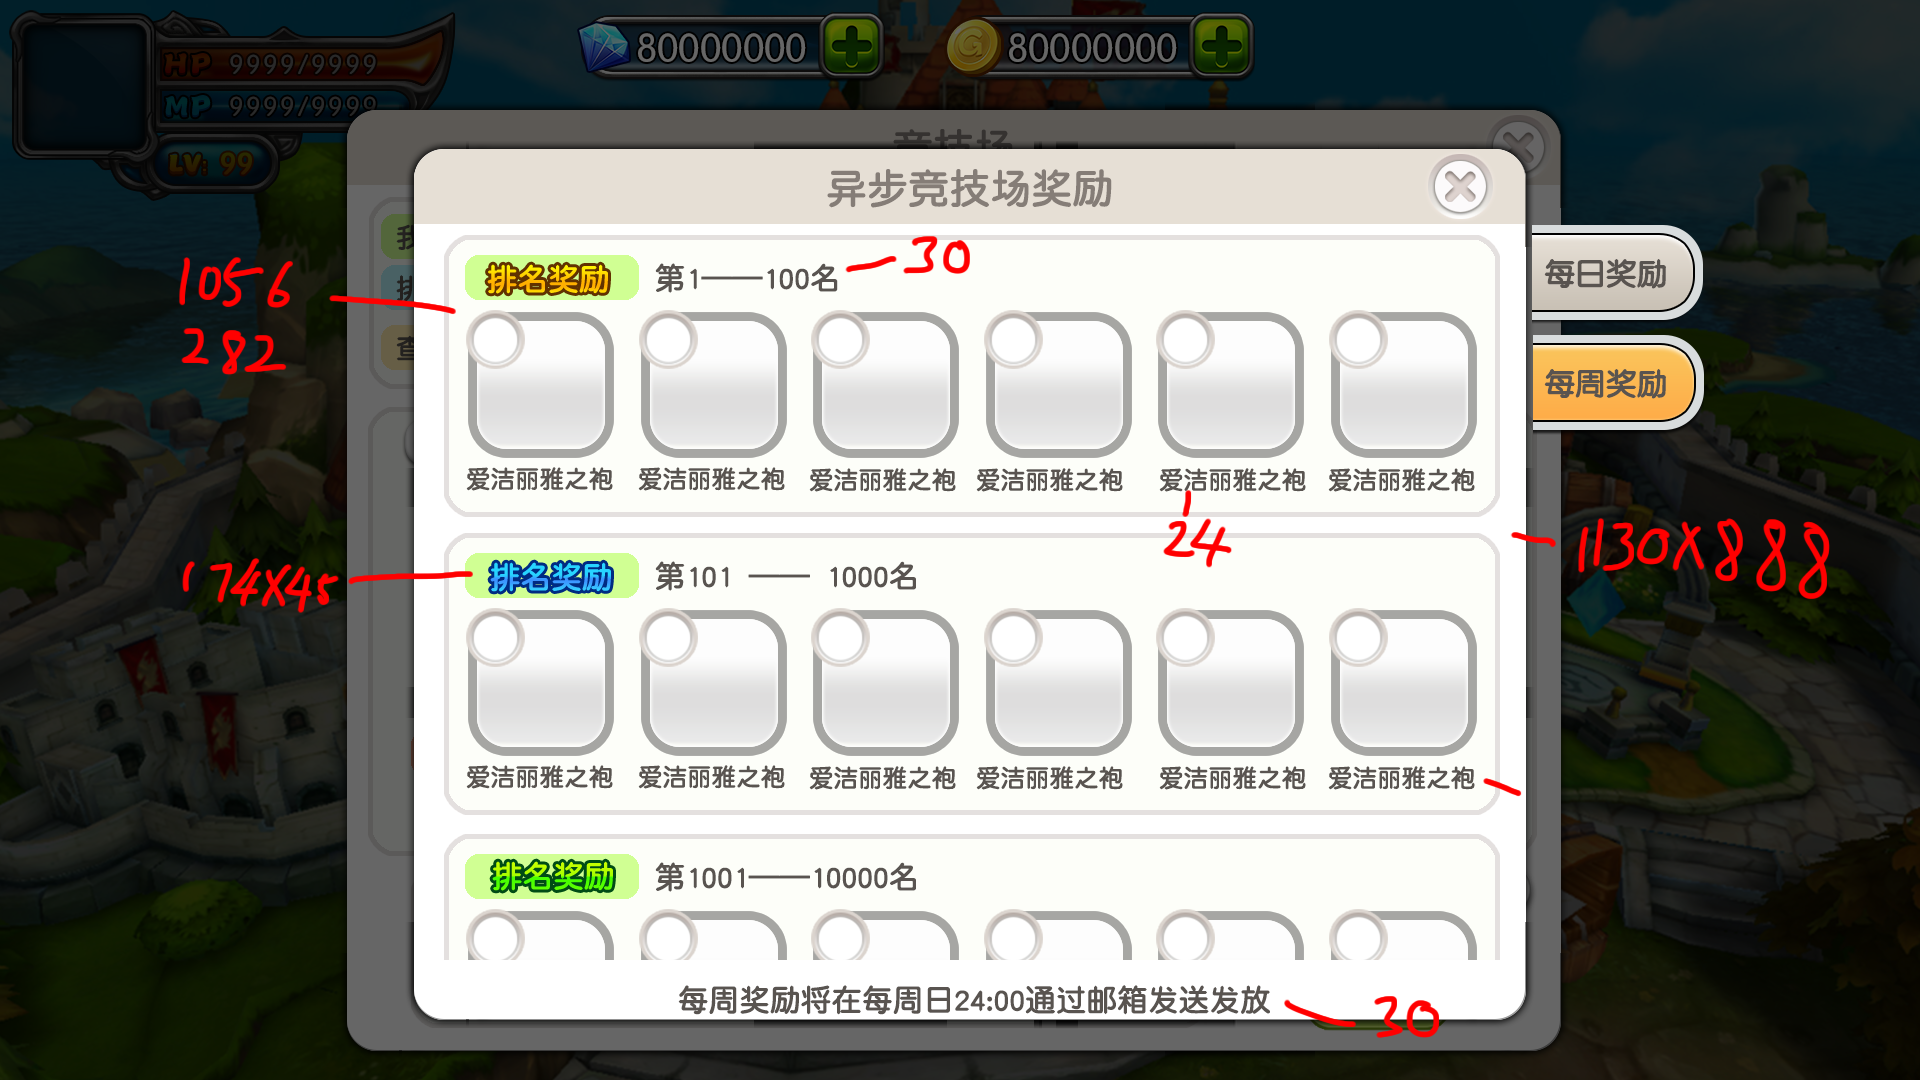 HP 9999/9999
MP 9999/9999
LV: 99
80000000
80000000
竞技场
异步竞技场奖励
排名奖励 第1——100名
30
1056
282
爱洁丽雅之袍 爱洁丽雅之袍 爱洁丽雅之袍 爱洁丽雅之袍 爱洁丽雅之袍 爱洁丽雅之袍
24
每日奖励
每周奖励
1130X888
174X45
排名奖励 第101 —— 1000名
爱洁丽雅之袍 爱洁丽雅之袍 爱洁丽雅之袍 爱洁丽雅之袍 爱洁丽雅之袍 爱洁丽雅之袍
排名奖励 第1001——10000名
每周奖励将在每周日24:00通过邮箱发送发放
30